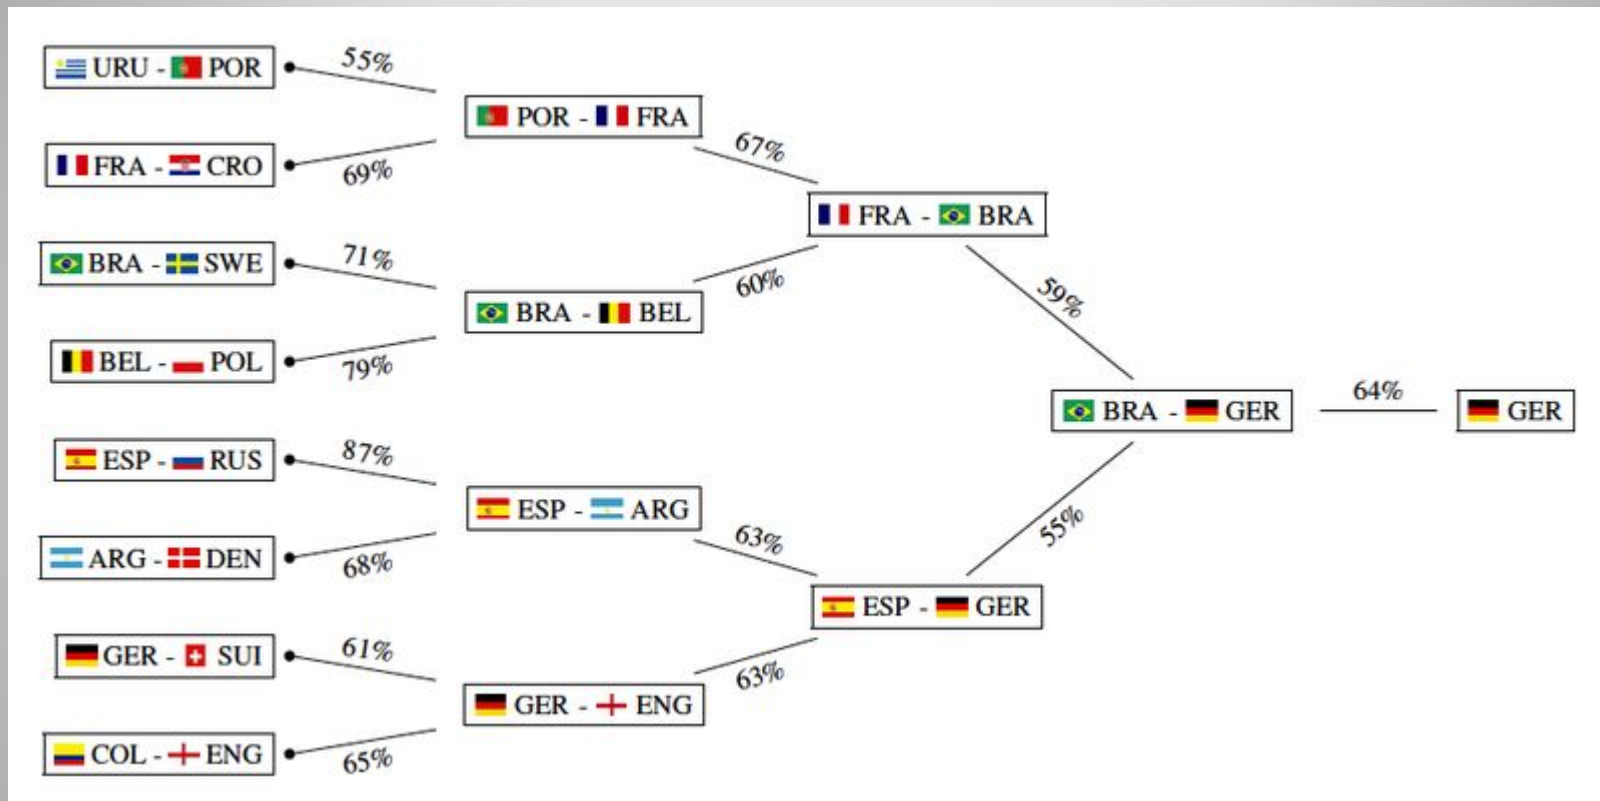 URU - POR
55%
FRA - CRO
69%
BRA - SWE
71%
BEL - POL
79%
ESP - RUS
87%
ARG - DEN
68%
GER - SUI
61%
COL - ENG
65%
POR - FRA
67%
BRA - BEL
60%
ESP - ARG
63%
GER - ENG
63%
FRA - BRA
59%
ESP - GER
55%
BRA - GER
64%
GER